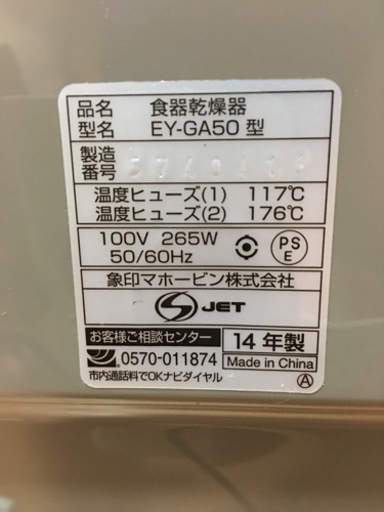 品名 食器乾燥器
型名 EY-GA50 型
製造番号
温度ヒューズ(1) 117℃
温度ヒューズ(2) 176℃
100V 265W
50/60Hz
PSE
象印マホービン株式会社
S JET
お客様ご相談センター
0570-011874
市内通話料でOKナビダイヤル
14 年製
Made in China
A